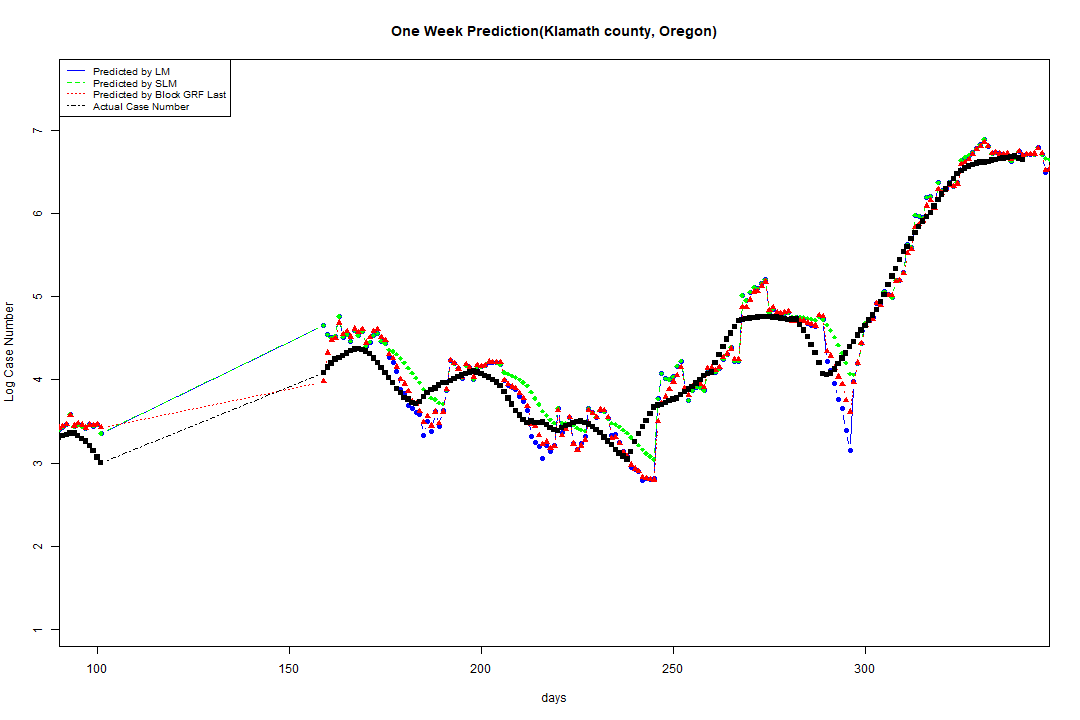 One Week Prediction(Klamath county, Oregon)
Predicted by LM
Predicted by SLM
Predicted by Block GRF Last
Actual Case Number
7
6
5
4
3
2
1
Log Case Number
100 150 200 250 300
days